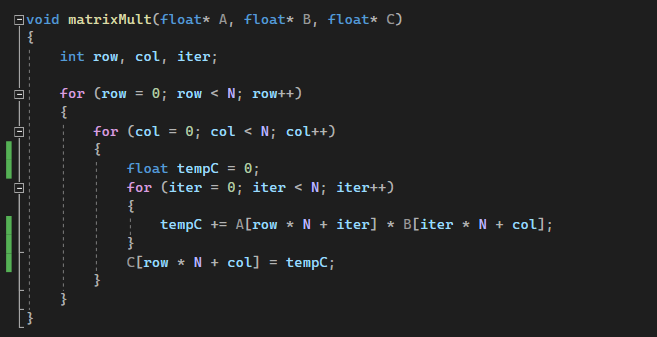 void matrixMult(float* A, float* B, float* C)
{
    int row, col, iter;

    for (row = 0; row < N; row++)
    {
        for (col = 0; col < N; col++)
        {
            float tempC = 0;
            for (iter = 0; iter < N; iter++)
            {
                tempC += A[row * N + iter] * B[iter * N + col];
            }
            C[row * N + col] = tempC;
        }
    }
}